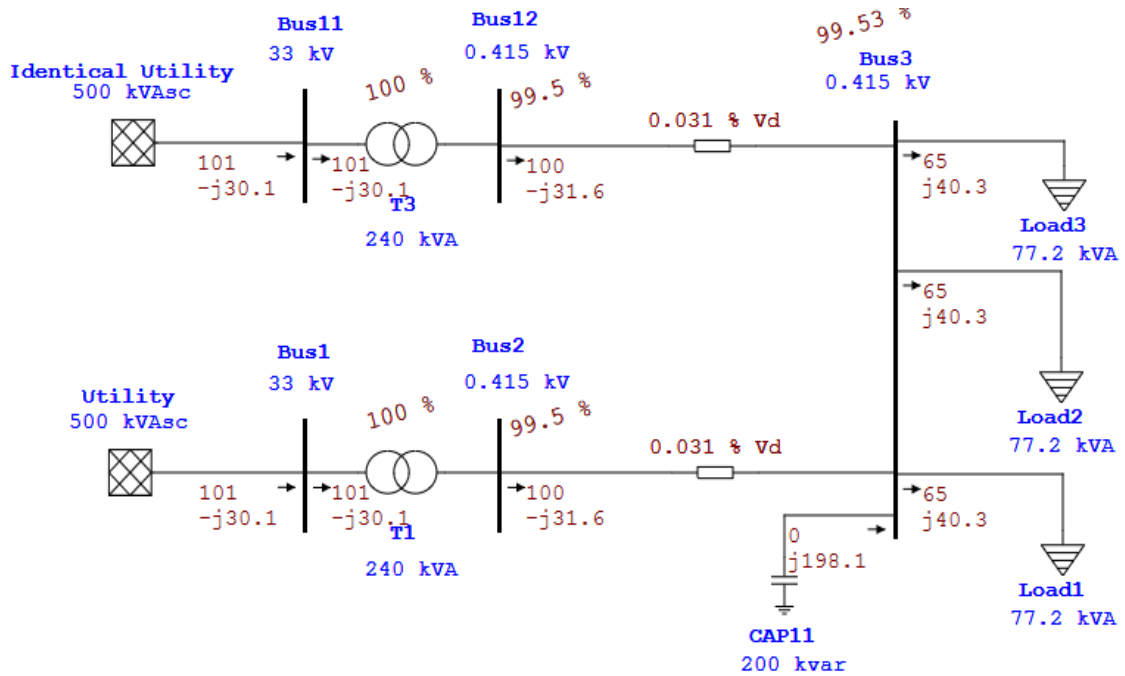 99.53 %
Bus11
33 kV
Bus12
0.415 kV
Bus3
0.415 kV
Identical Utility
500 kVAsc
100 %
99.5 %
0.031 % Vd
101
-j30.1
101
-j30.1
T3
240 kVA
100
-j31.6
65
j40.3
Load3
77.2 kVA
65
j40.3
Load2
77.2 kVA
Bus1
33 kV
Bus2
0.415 kV
Utility
500 kVAsc
100 %
99.5 %
0.031 % Vd
101
-j30.1
101
-j30.1
T1
240 kVA
100
-j31.6
65
j40.3
0
j198.1
Load1
77.2 kVA
CAP11
200 kvar